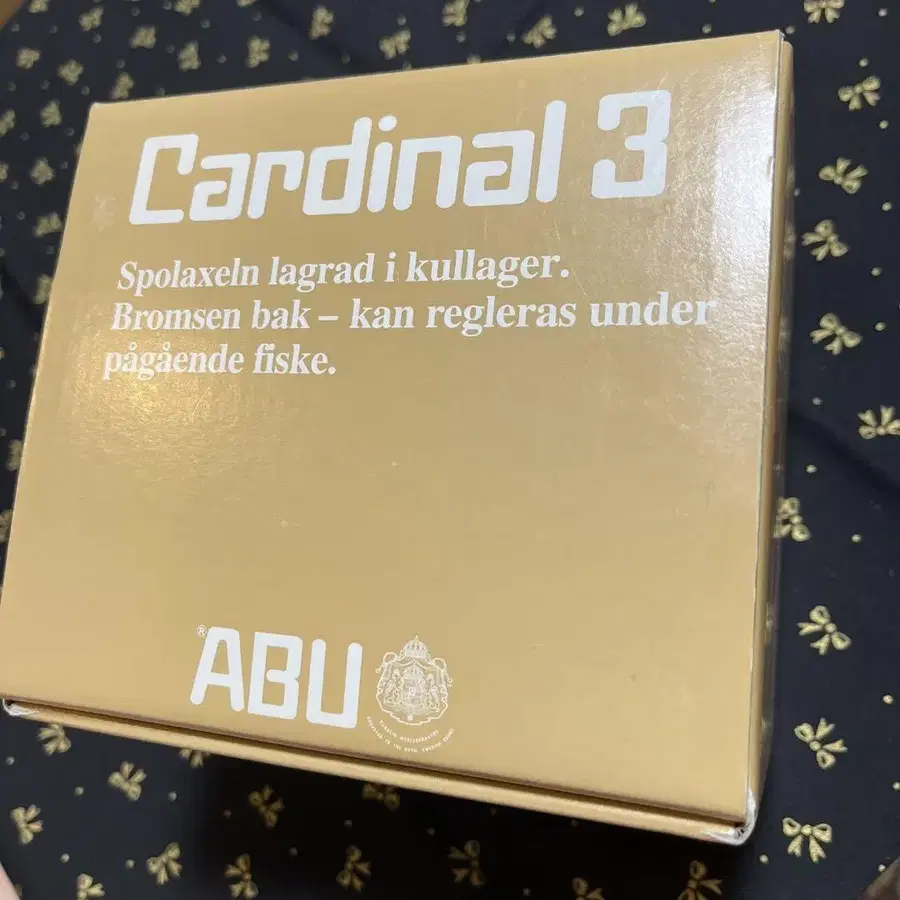 Cardinal 3
Spolaxeln lagrad i kullager.
Bromsen bak – kan regleras under
pågående fiske.
®ABU